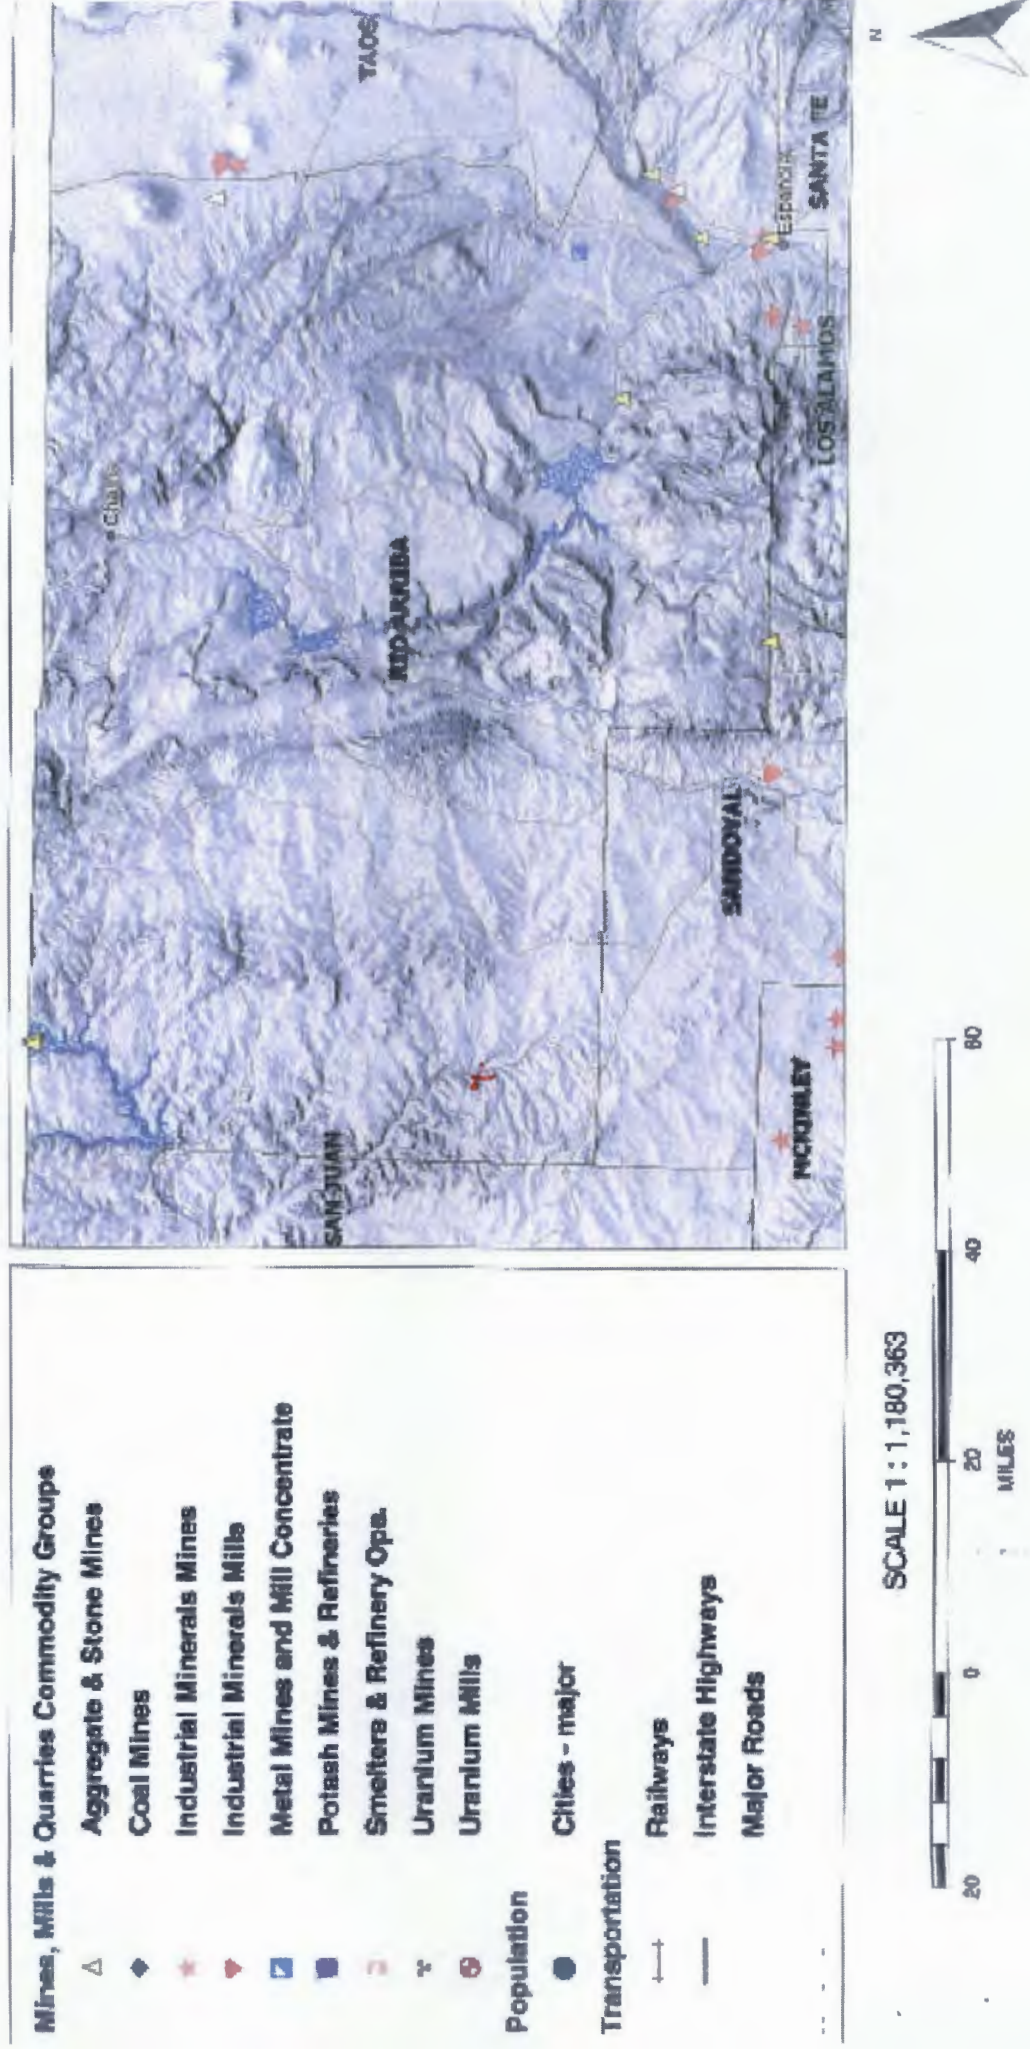 Mines, Mills & Quarries Commodity Groups
Aggregate & Stone Mines
Coal Mines
Industrial Minerals Mines
Industrial Minerals Mills
Metal Mines and Mill Concentrate
Potash Mines & Refineries
Smelters & Refinery Ops.
Uranium Mines
Uranium Mills
Population
Cities - major
Transportation
Railways
Interstate Highways
Major Roads
SAN JUAN
RIO ARRIBA
TAOS
Chama
Espanola
SANTA FE
LOS ALAMOS
SANDOVAL
MCKINLEY
N
SCALE 1 : 1,180,363
20 0 20 40 60
MILES